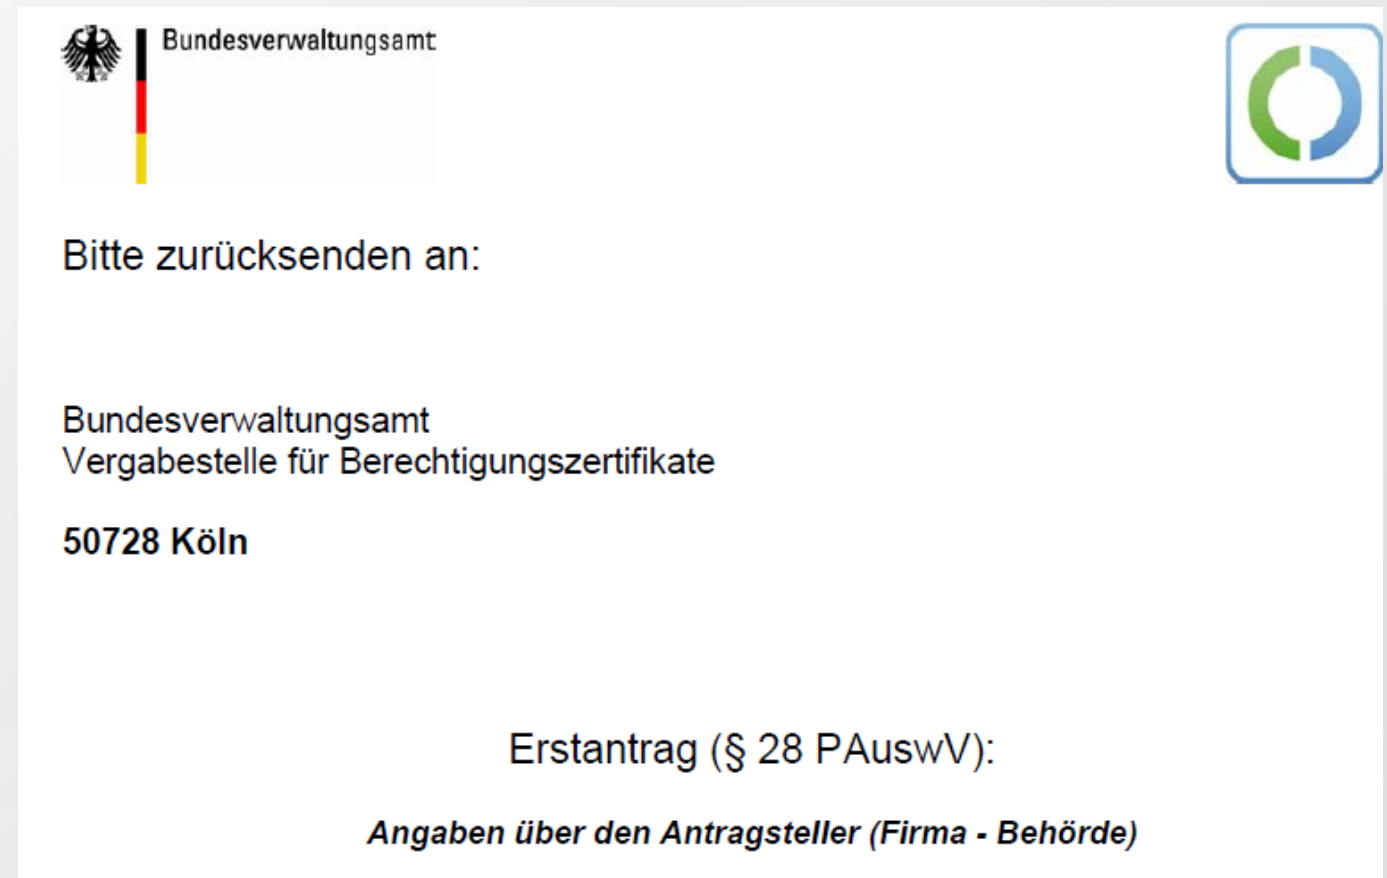 Bundesverwaltungsamt
Bitte zurücksenden an:
Bundesverwaltungsamt
Vergabestelle für Berechtigungszertifikate
50728 Köln
Erstantrag (§ 28 PAuswV):
Angaben über den Antragsteller (Firma - Behörde)